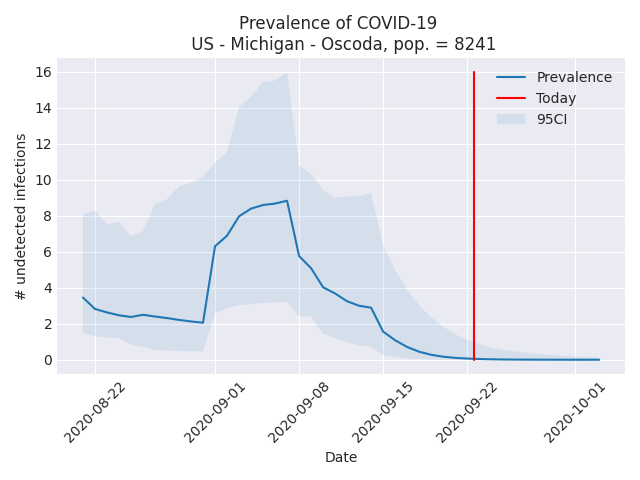 Prevalence of COVID-19
US - Michigan - Oscoda, pop. = 8241
16
14
12
10
8
6
4
2
0
# undetected infections
Prevalence
Today
95CI
2020-08-22
2020-09-01
2020-09-08
2020-09-15
2020-09-22
2020-10-01
Date